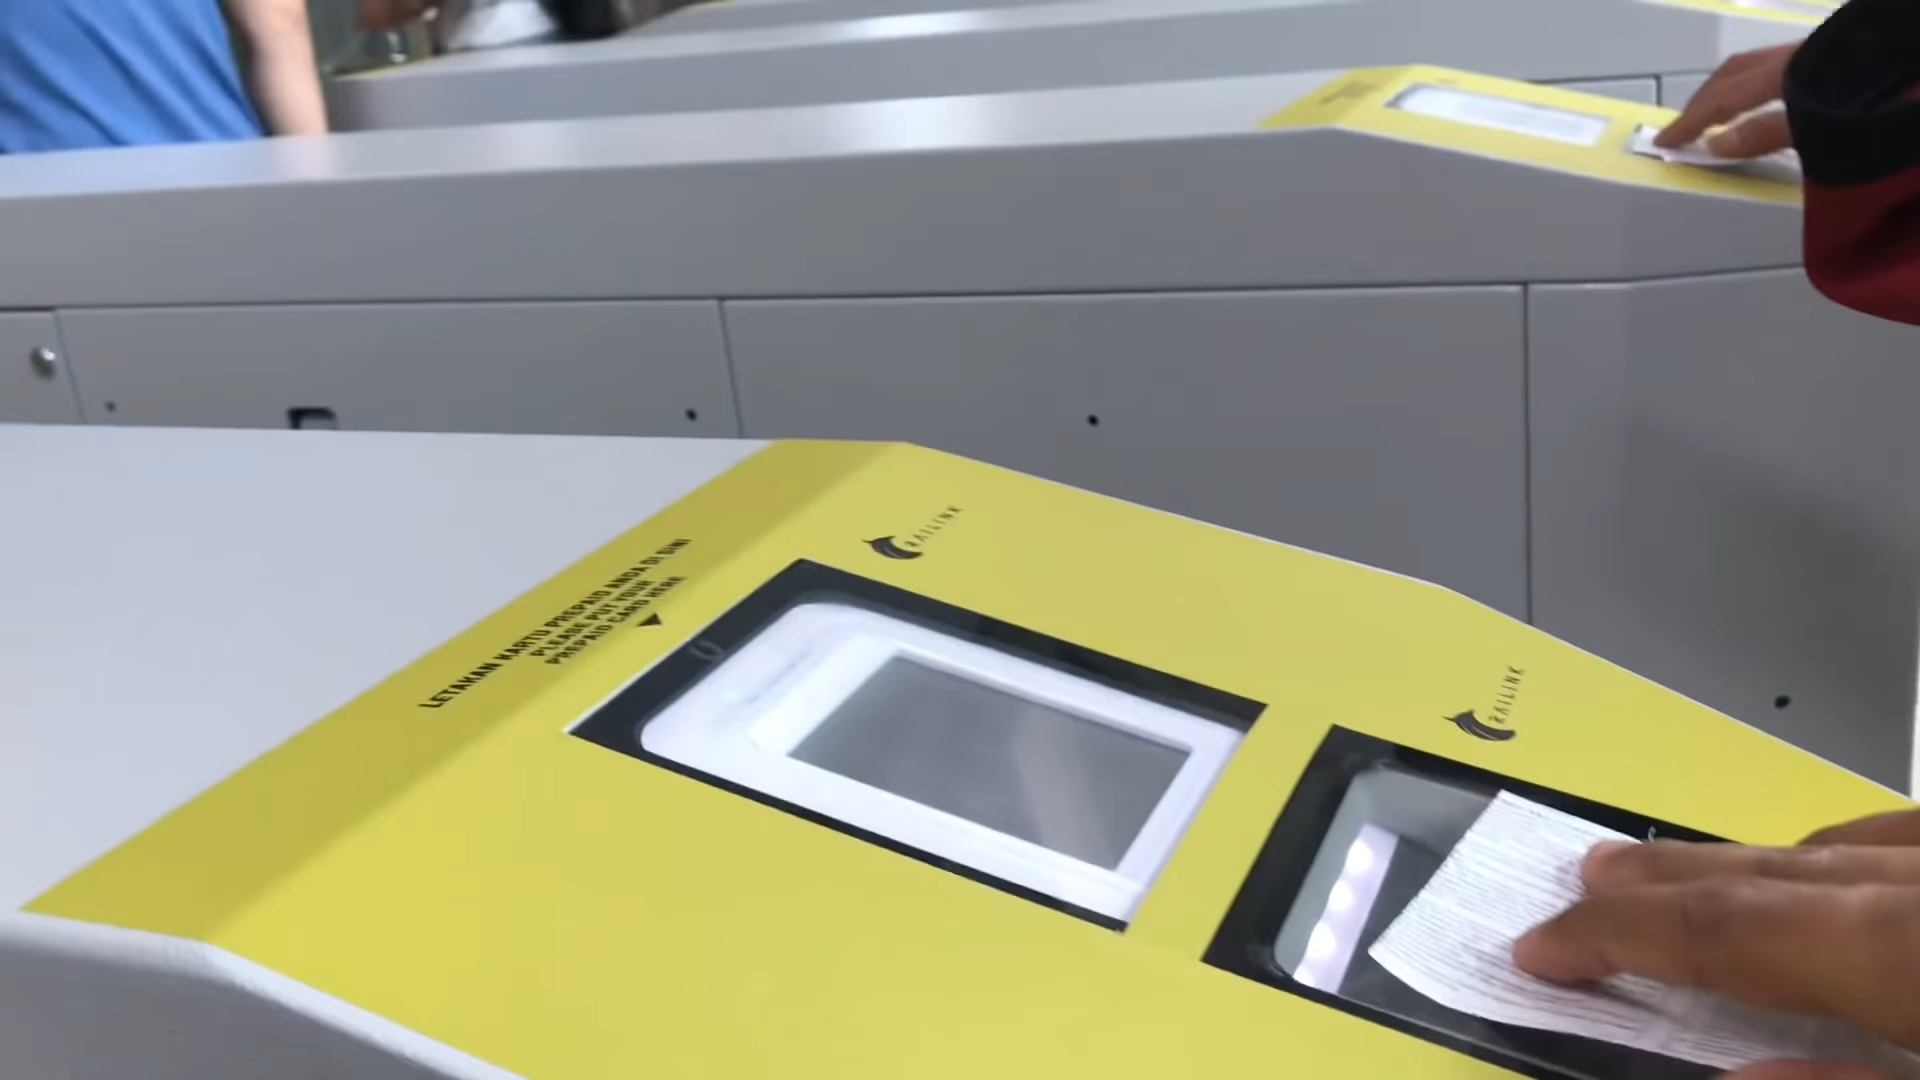 LETAKAN KARTU PREPAID ANDA DI SINI
PLEASE PUT YOUR
PREPAID CARD HERE
RAILINK
RAILINK